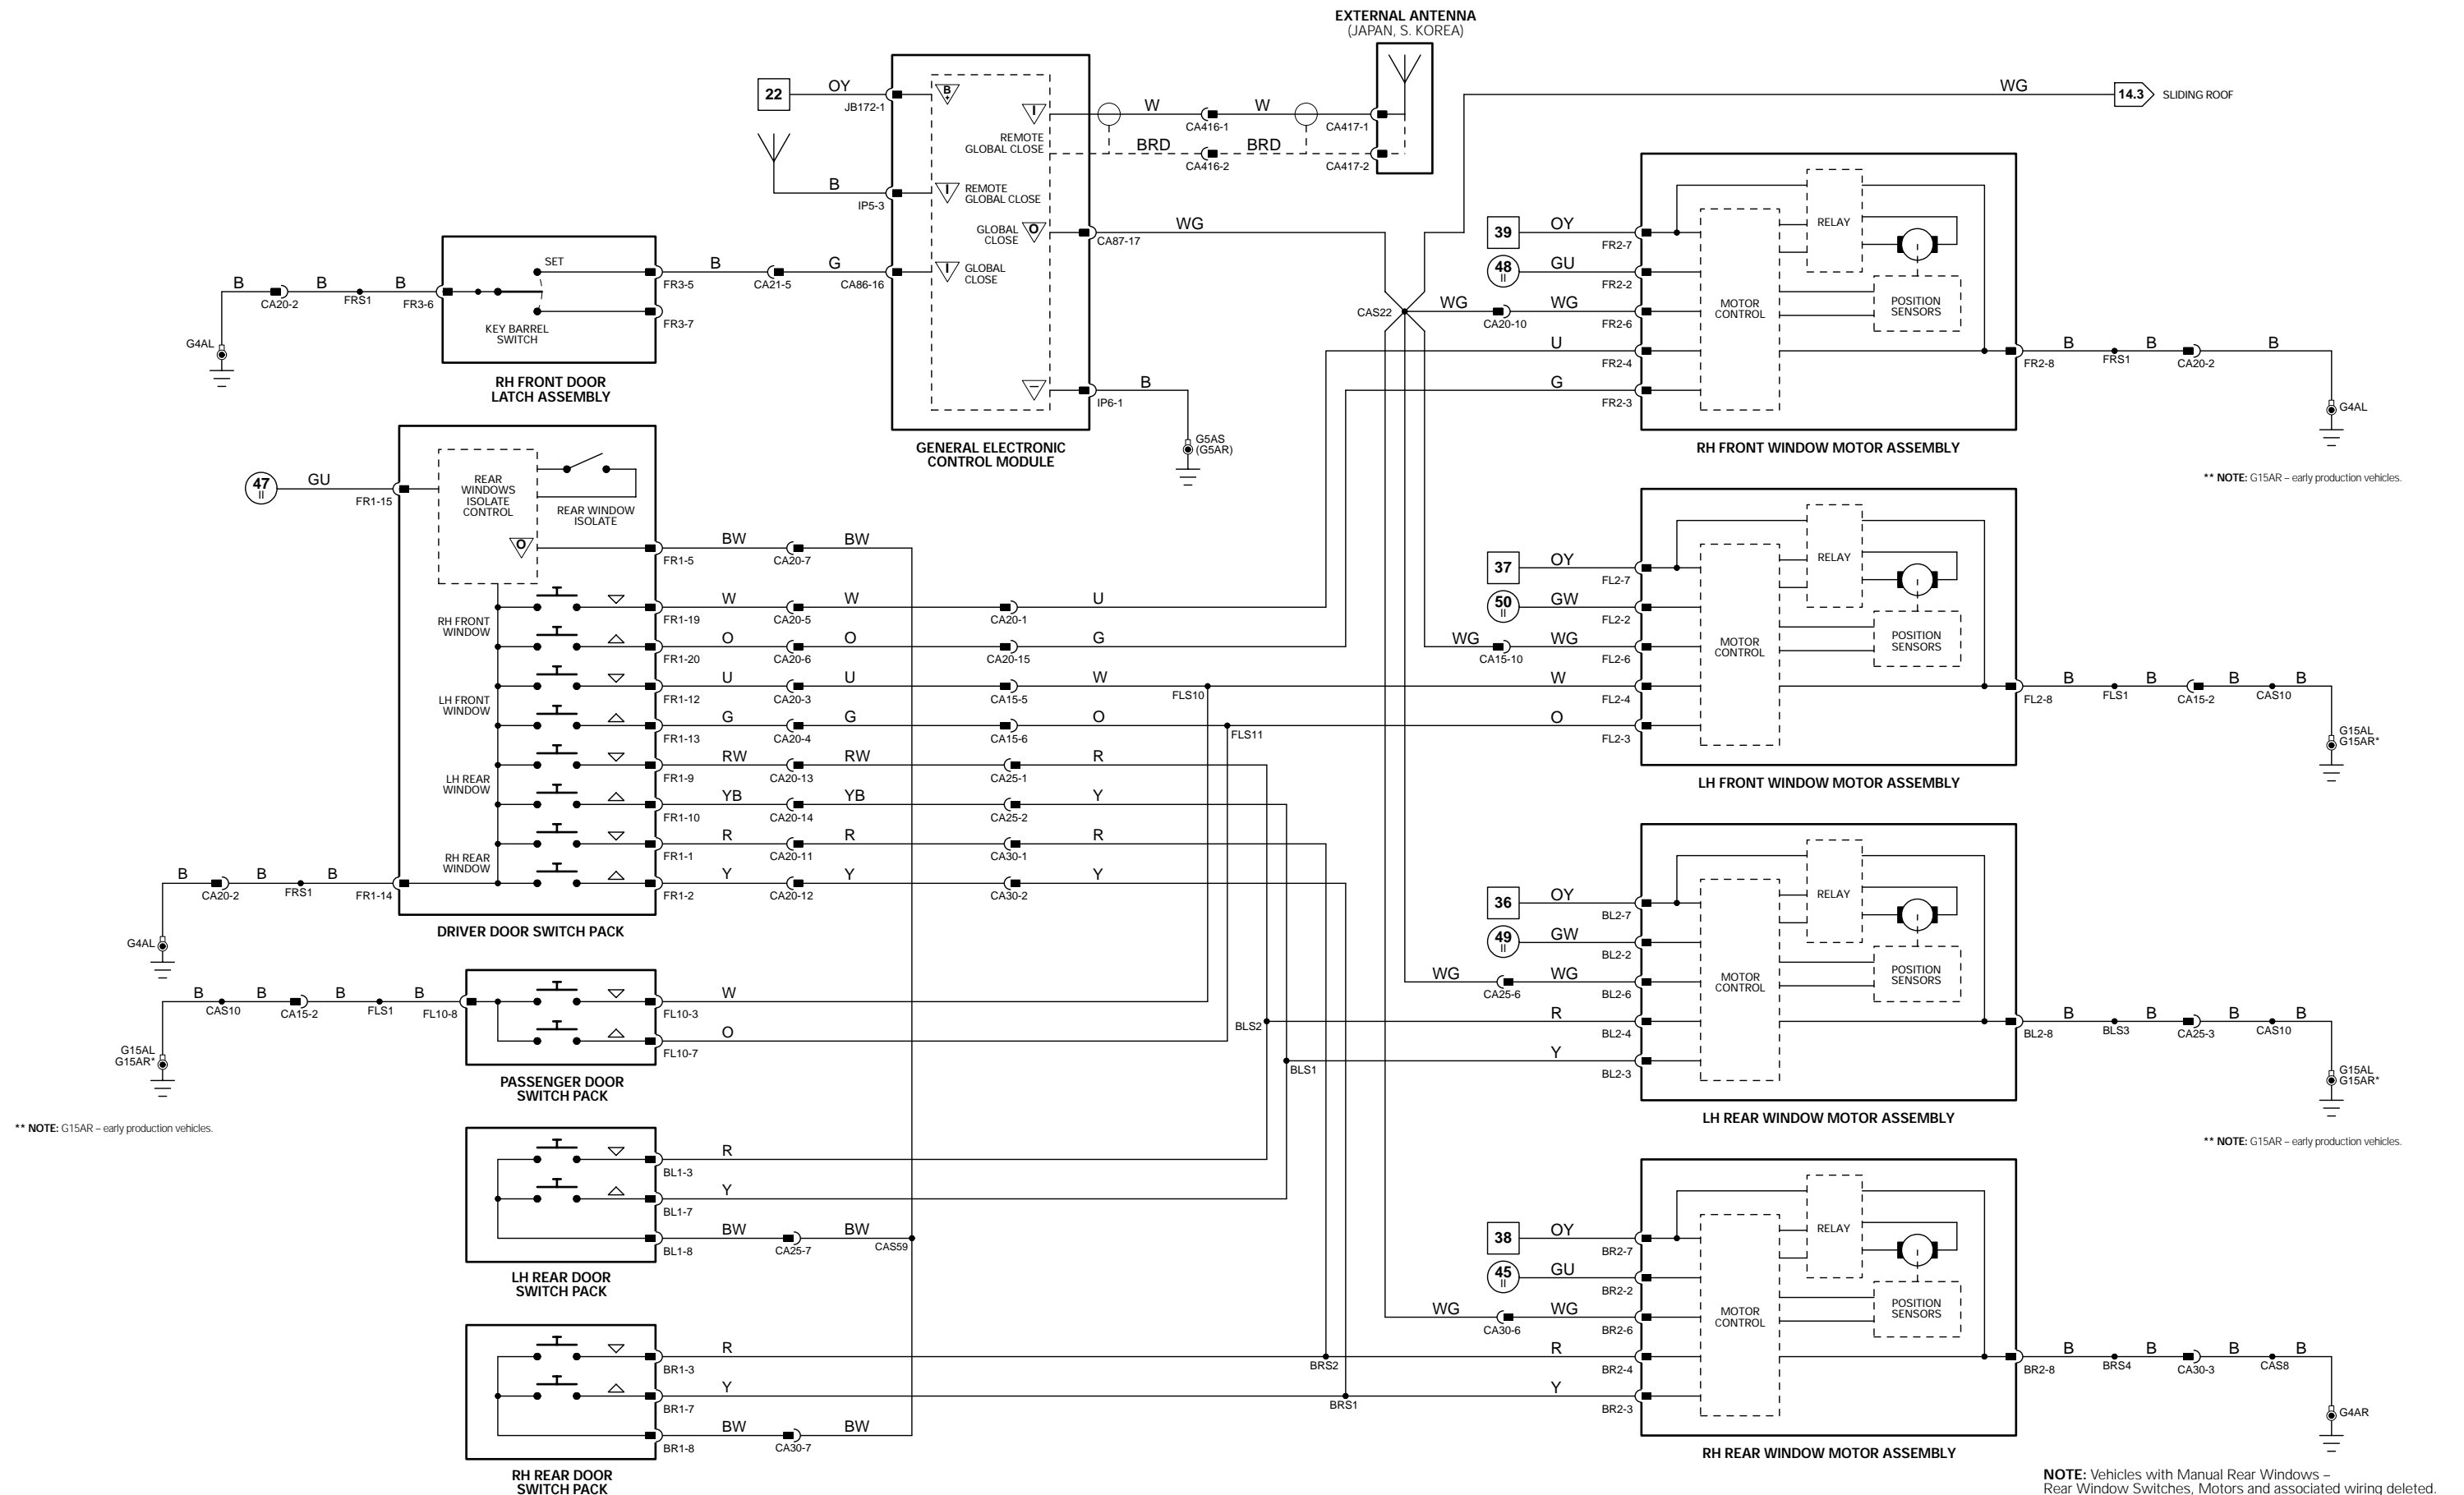 EXTERNAL ANTENNA
(JAPAN, S. KOREA)
22
OY
JB172-1
B
+
I
W
CA416-1
W
CA417-1
REMOTE
GLOBAL CLOSE
BRD
CA416-2
BRD
CA417-2
WG
14.3
SLIDING ROOF
B
IP5-3
I
REMOTE
GLOBAL CLOSE
GLOBAL
CLOSE
O
CA87-17
WG
B
CA20-2
B
FRS1
B
FR3-6
G4AL
SET
KEY BARREL
SWITCH
FR3-5
FR3-7
B
CA21-5
G
CA86-16
I
GLOBAL
CLOSE
RH FRONT DOOR
LATCH ASSEMBLY
–
IP6-1
B
G5AS
(G5AR)
GENERAL ELECTRONIC
CONTROL MODULE
CAS22
39
OY
FR2-7
48
II
GU
FR2-2
WG
CA20-10
WG
FR2-6
U
FR2-4
G
FR2-3
RELAY
MOTOR
CONTROL
POSITION
SENSORS
FR2-8
B
FRS1
B
CA20-2
B
G4AL
RH FRONT WINDOW MOTOR ASSEMBLY
** NOTE: G15AR – early production vehicles.
47
II
GU
FR1-15
REAR
WINDOWS
ISOLATE
CONTROL
REAR WINDOW
ISOLATE
O
FR1-5
BW
CA20-7
BW
RH FRONT
WINDOW
FR1-19
W
CA20-5
W
CA20-1
U
FR1-20
O
CA20-6
O
CA20-15
G
LH FRONT
WINDOW
FR1-12
U
CA20-3
U
CA15-5
W
FLS10
FR1-13
G
CA20-4
G
CA15-6
O
FLS11
LH REAR
WINDOW
FR1-9
RW
CA20-13
RW
CA25-1
R
FR1-10
YB
CA20-14
YB
CA25-2
Y
RH REAR
WINDOW
FR1-1
R
CA20-11
R
CA30-1
R
FR1-2
Y
CA20-12
Y
CA30-2
Y
B
CA20-2
B
FRS1
B
FR1-14
G4AL
DRIVER DOOR SWITCH PACK
37
OY
FL2-7
50
II
GW
FL2-2
WG
CA15-10
WG
FL2-6
W
FL2-4
O
FL2-3
RELAY
MOTOR
CONTROL
POSITION
SENSORS
FL2-8
B
FLS1
B
CA15-2
B
CAS10
B
G15AL
G15AR*
LH FRONT WINDOW MOTOR ASSEMBLY
B
CAS10
B
CA15-2
B
FLS1
B
FL10-8
G15AL
G15AR*
FL10-3
W
FL10-7
O
PASSENGER DOOR
SWITCH PACK
** NOTE: G15AR – early production vehicles.
36
OY
BL2-7
49
II
GW
BL2-2
WG
CA25-6
WG
BL2-6
BLS2
R
BL2-4
BLS1
Y
BL2-3
RELAY
MOTOR
CONTROL
POSITION
SENSORS
BL2-8
B
BLS3
B
CA25-3
B
CAS10
B
G15AL
G15AR*
LH REAR WINDOW MOTOR ASSEMBLY
** NOTE: G15AR – early production vehicles.
BL1-3
R
BL1-7
Y
BL1-8
BW
CA25-7
BW
CAS59
LH REAR DOOR
SWITCH PACK
38
OY
BR2-7
45
II
GU
BR2-2
WG
CA30-6
WG
BR2-6
R
BR2-4
Y
BR2-3
RELAY
MOTOR
CONTROL
POSITION
SENSORS
BR2-8
B
BRS4
B
CA30-3
B
CAS8
B
G4AR
RH REAR WINDOW MOTOR ASSEMBLY
BR1-3
R
BRS2
BR1-7
Y
BRS1
BR1-8
BW
CA30-7
BW
RH REAR DOOR
SWITCH PACK
NOTE: Vehicles with Manual Rear Windows –
Rear Window Switches, Motors and associated wiring deleted.